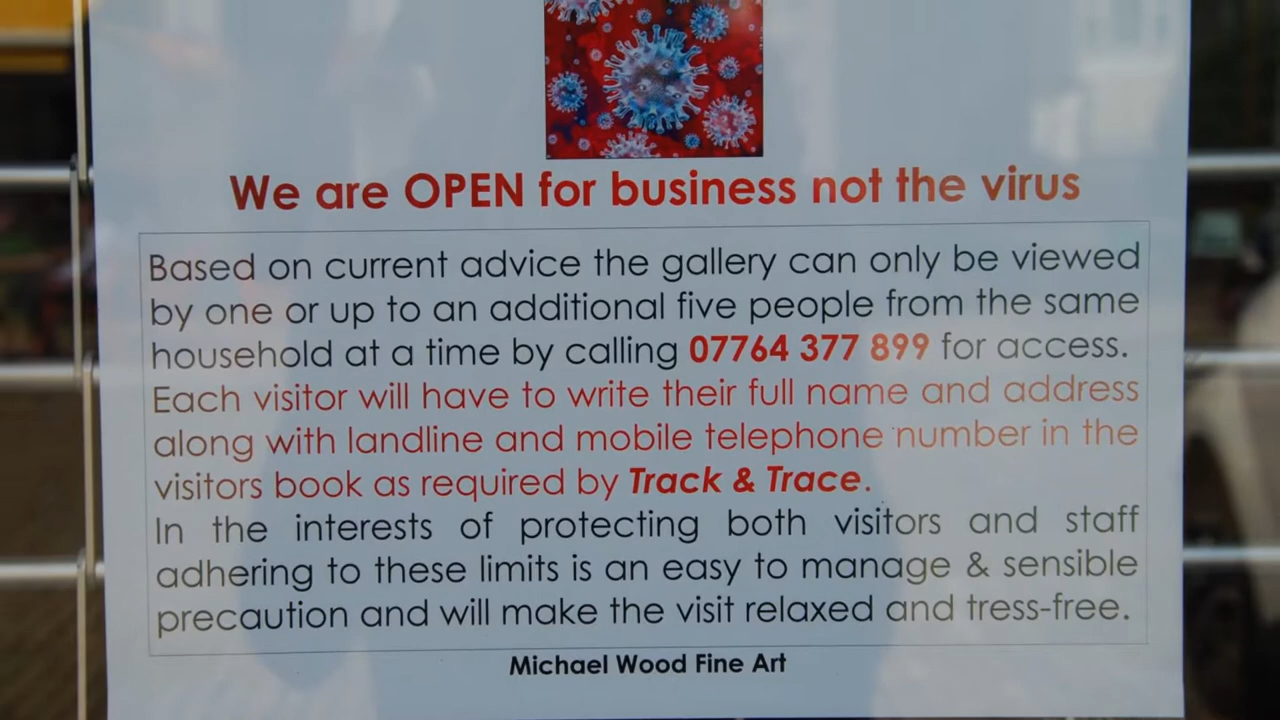 We are OPEN for business not the virus
Based on current advice the gallery can only be viewed
by one or up to an additional five people from the same
household at a time by calling 07764 377 899 for access.
Each visitor will have to write their full name and address
along with landline and mobile telephone number in the
visitors book as required by Track & Trace.
In the interests of protecting both visitors and staff
adhering to these limits is an easy to manage & sensible
precaution and will make the visit relaxed and tress-free.
Michael Wood Fine Art